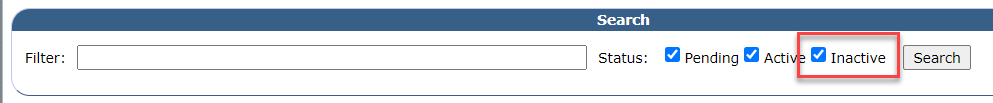 Search
Filter: Status: Pending Active Inactive Search